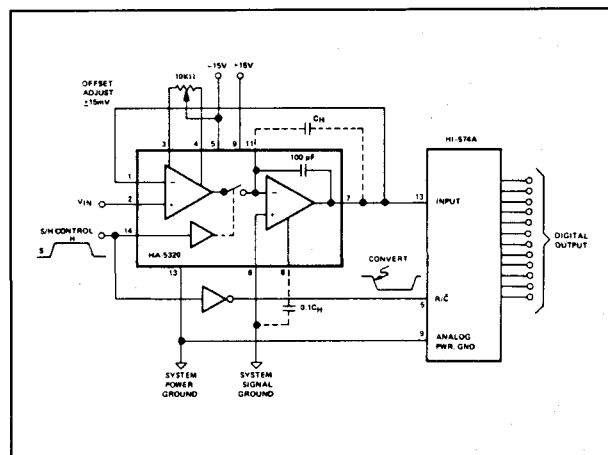 -15V +15V
10KΩ
OFFSET
ADJUST
±15mV
3 4 5 9 11
CH
100 pF
HI-574A
1
7
13 INPUT
VIN
2
DIGITAL
OUTPUT
S/H CONTROL
H
S
14
HA-5320
CONVERT
13 6 8
R/C̄
5
0.1CH
9 ANALOG
PWR. GND
SYSTEM
POWER
GROUND
SYSTEM
SIGNAL
GROUND